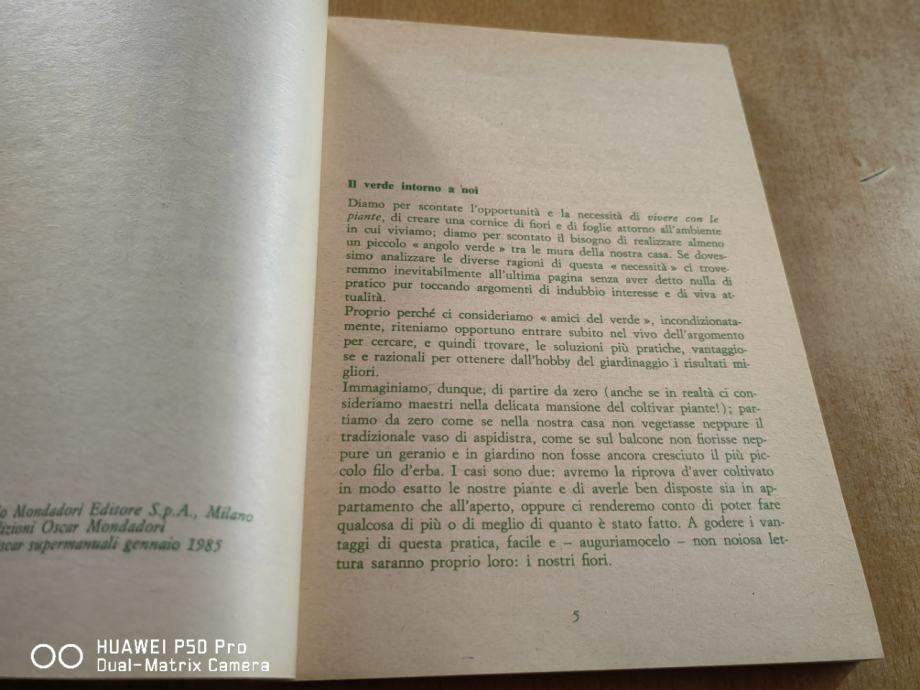 o Mondadori Editore S.p.A., Milano
dizioni Oscar Mondadori
scar supermanuali gennaio 1985
Il verde intorno a noi
Diamo per scontate l'opportunità e la necessità di vivere con le
piante, di creare una cornice di fiori e di foglie attorno all'ambiente
in cui viviamo; diamo per scontato il bisogno di realizzare almeno
un piccolo « angolo verde » tra le mura della nostra casa. Se doves-
simo analizzare le diverse ragioni di questa « necessità » ci trove-
remmo inevitabilmente all'ultima pagina senza aver detto nulla di
pratico pur toccando argomenti di indubbio interesse e di viva at-
tualità.
Proprio perché ci consideriamo « amici del verde », incondizionata-
mente, riteniamo opportuno entrare subito nel vivo dell'argomento
per cercare, e quindi trovare, le soluzioni più pratiche, vantaggio-
se e razionali per ottenere dall'hobby del giardinaggio i risultati mi-
gliori.
Immaginiamo, dunque, di partire da zero (anche se in realtà ci con-
sideriamo maestri nella delicata mansione del coltivar piante!); par-
tiamo da zero come se nella nostra casa non vegetasse neppure il
tradizionale vaso di aspidistra, come se sul balcone non fiorisse nep-
pure un geranio e in giardino non fosse ancora cresciuto il più pic-
colo filo d'erba. I casi sono due: avremo la riprova d'aver coltivato
in modo esatto le nostre piante e di averle ben disposte sia in ap-
partamento che all'aperto, oppure ci renderemo conto di poter fare
qualcosa di più o di meglio di quanto è stato fatto. A godere i van-
taggi di questa pratica, facile e – auguriamocelo – non noiosa let-
tura saranno proprio loro: i nostri fiori.
5
HUAWEI P50 Pro
Dual-Matrix Camera